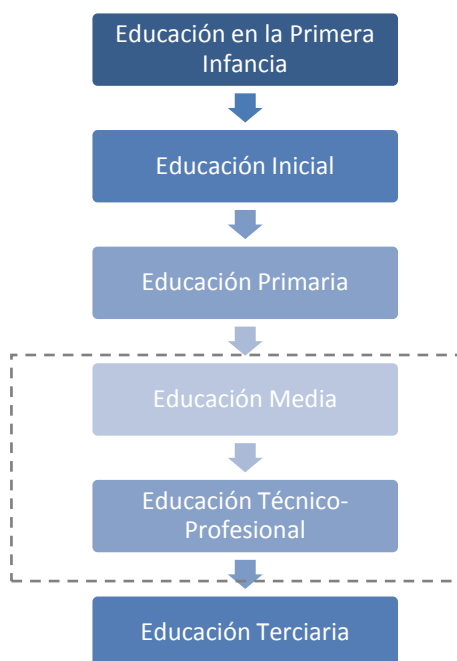 Educación en la Primera
Infancia
Educación Inicial
Educación Primaria
Educación Media
Educación Técnico-
Profesional
Educación Terciaria